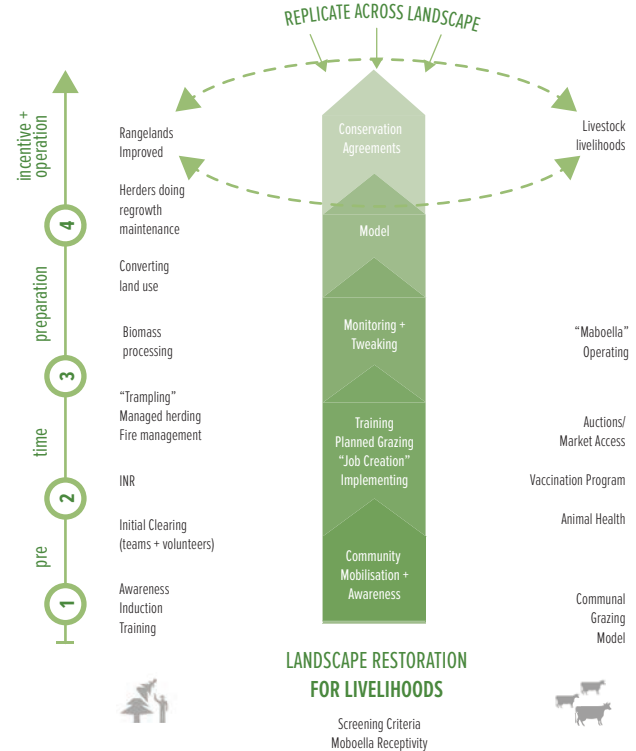 REPLICATE ACROSS LANDSCAPE
incentive +
operation
4
preparation
3
time
2
pre
1
Rangelands
Improved
Herders doing
regrowth
maintenance
Converting
land use
Biomass
processing
“Trampling”
Managed herding
Fire management
INR
Initial Clearing
(teams + volunteers)
Awareness
Induction
Training
Conservation
Agreements
Model
Monitoring +
Tweaking
Training
Planned Grazing
“Job Creation”
Implementing
Community
Mobilisation +
Awareness
Livestock
livelihoods
“Maboella”
Operating
Auctions/
Market Access
Vaccination Program
Animal Health
Communal
Grazing
Model
LANDSCAPE RESTORATION
FOR LIVELIHOODS
Screening Criteria
Moboella Receptivity